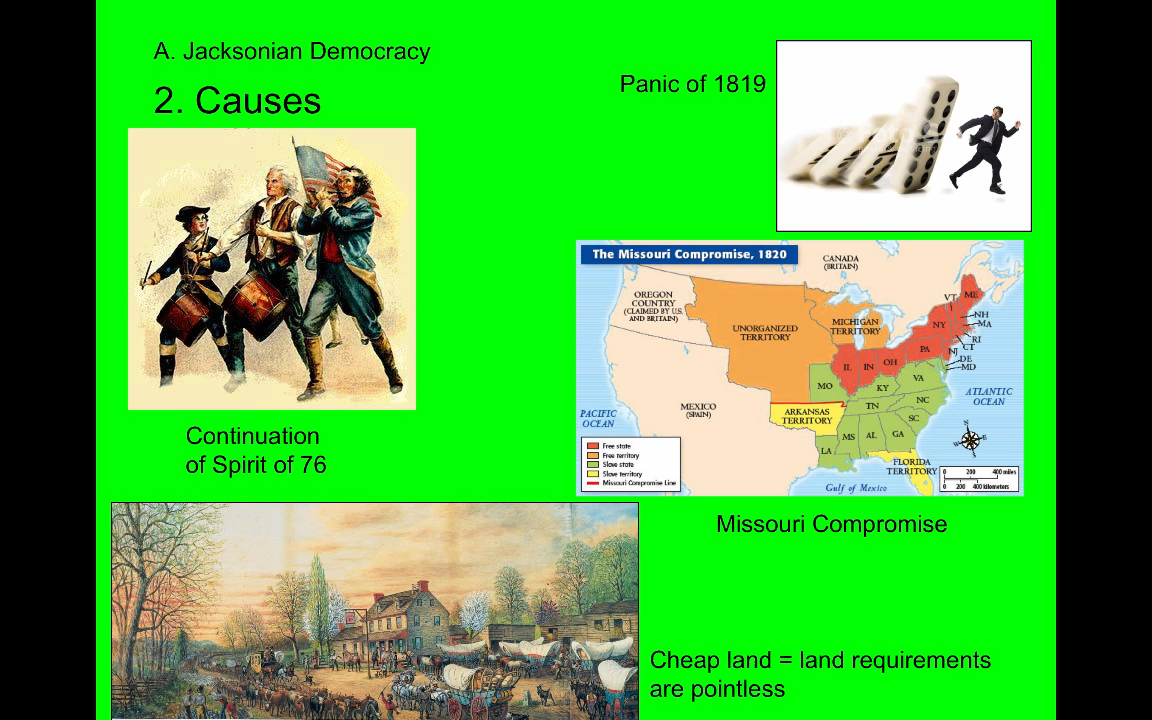 A. Jacksonian Democracy
2. Causes
Panic of 1819
The Missouri Compromise, 1820
CANADA
(BRITAIN)
OREGON
COUNTRY
(CLAIMED BY U.S.
AND BRITAIN)
UNORGANIZED
TERRITORY
MICHIGAN
TERRITORY
VT
ME
NH
MA
NY
RI
CT
PA
NJ
DE
MD
IL
IN
OH
MO
KY
VA
ATLANTIC
OCEAN
MEXICO
(SPAIN)
PACIFIC
OCEAN
ARKANSAS
TERRITORY
TN
NC
SC
MS
AL
GA
LA
FLORIDA
TERRITORY
Gulf of Mexico
N
W
E
S
Free state
Free territory
Slave state
Slave territory
Missouri Compromise Line
0 200 400 miles
0 200 400 kilometers
Continuation
of Spirit of 76
Missouri Compromise
Cheap land = land requirements
are pointless